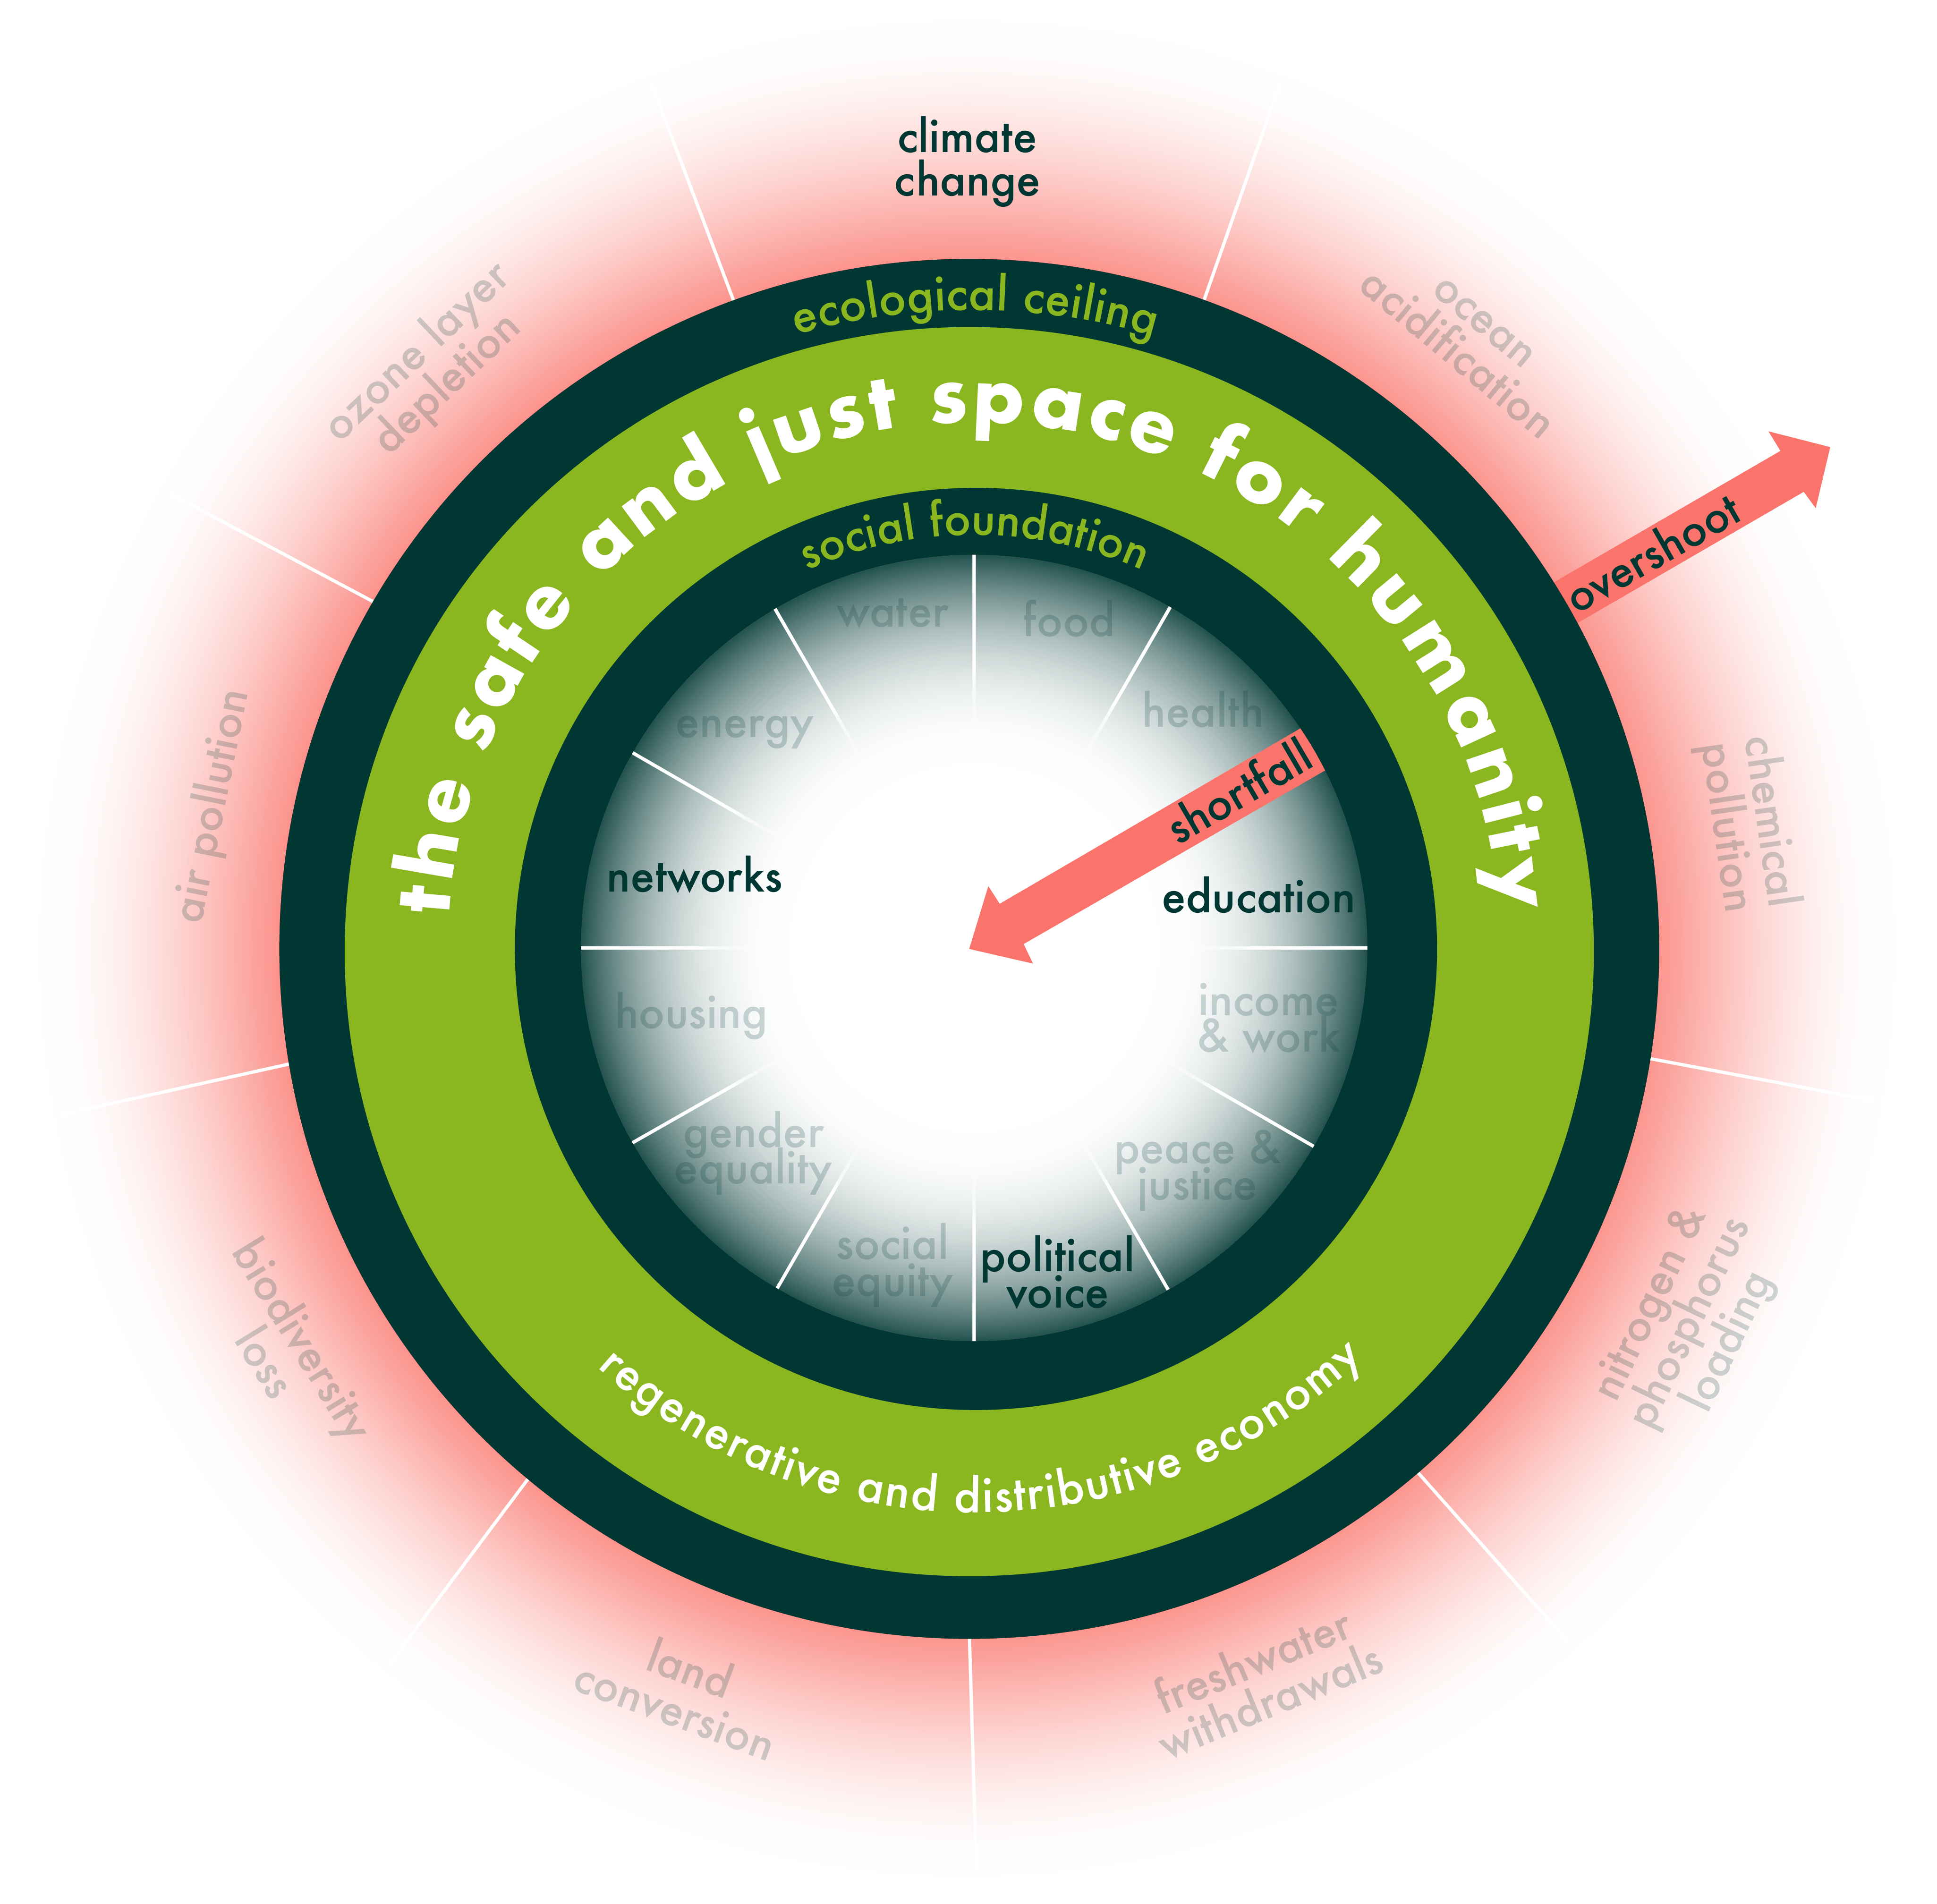 climate
change
ocean
acidification
chemical
pollution
nitrogen &
phosphorus
loading
freshwater
withdrawals
land
conversion
biodiversity
loss
air pollution
ozone layer
depletion
overshoot
ecological ceiling
the safe and just space for humanity
social foundation
water
food
health
shortfall
education
income
& work
peace &
justice
political
voice
social
equity
gender
equality
housing
networks
energy
regenerative and distributive economy